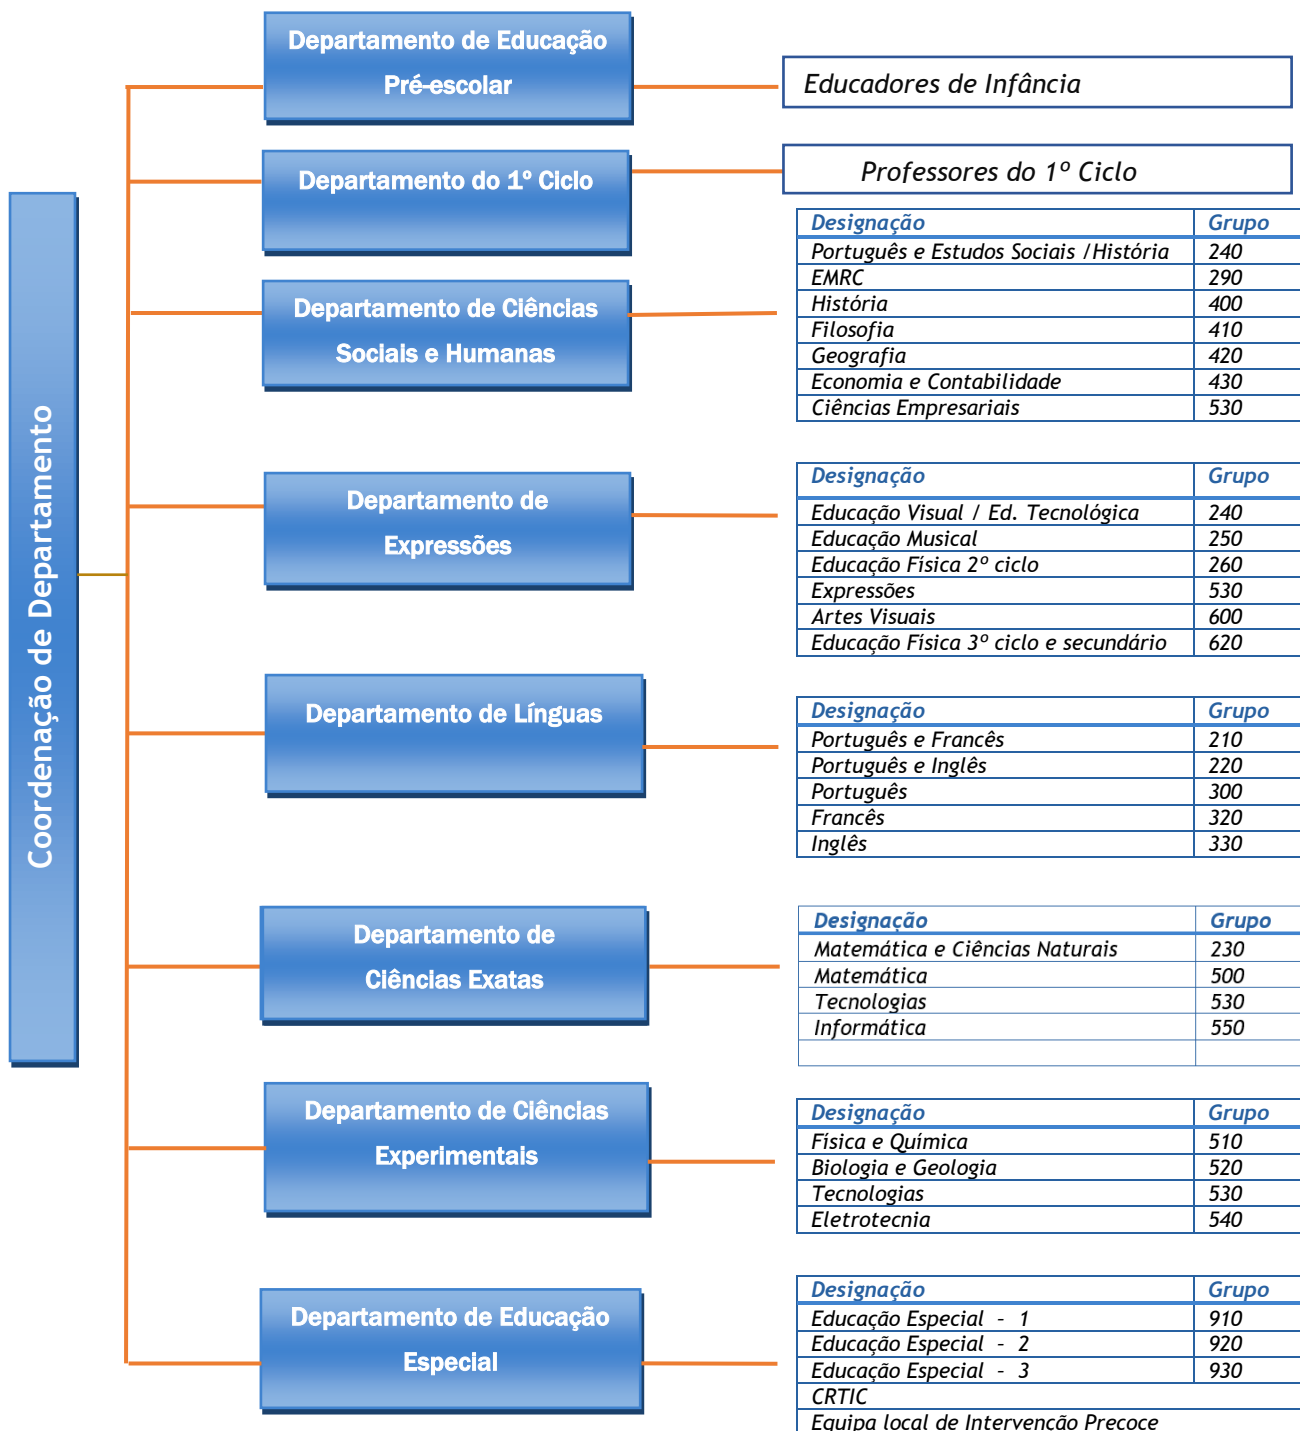 Coordenação de Departamento
Departamento de Educação
Pré-escolar
Educadores de Infância
Departamento do 1º Ciclo
Professores do 1º Ciclo
Departamento de Ciências
Sociais e Humanas
Designação Grupo
Português e Estudos Sociais /História 240
EMRC 290
História 400
Filosofia 410
Geografia 420
Economia e Contabilidade 430
Ciências Empresariais 530
Departamento de
Expressões
Designação Grupo
Educação Visual / Ed. Tecnológica 240
Educação Musical 250
Educação Física 2º ciclo 260
Expressões 530
Artes Visuais 600
Educação Física 3º ciclo e secundário 620
Departamento de Línguas
Designação Grupo
Português e Francês 210
Português e Inglês 220
Português 300
Francês 320
Inglês 330
Departamento de
Ciências Exatas
Designação Grupo
Matemática e Ciências Naturais 230
Matemática 500
Tecnologias 530
Informática 550
Departamento de Ciências
Experimentais
Designação Grupo
Física e Química 510
Biologia e Geologia 520
Tecnologias 530
Eletrotecnia 540
Departamento de Educação
Especial
Designação Grupo
Educação Especial – 1 910
Educação Especial – 2 920
Educação Especial – 3 930
CRTIC
Equipa local de Intervenção Precoce